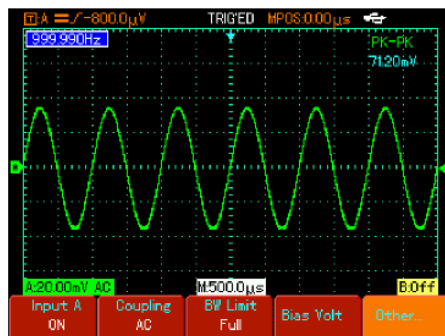 T:A -800.0μV TRIG'ED MPOS:0.00μs
999.990Hz PK-PK
71.20mV
A:20.00mV AC M:500.0μs B:Off
Input A Coupling BW Limit Bias Volt Other...
ON AC Full